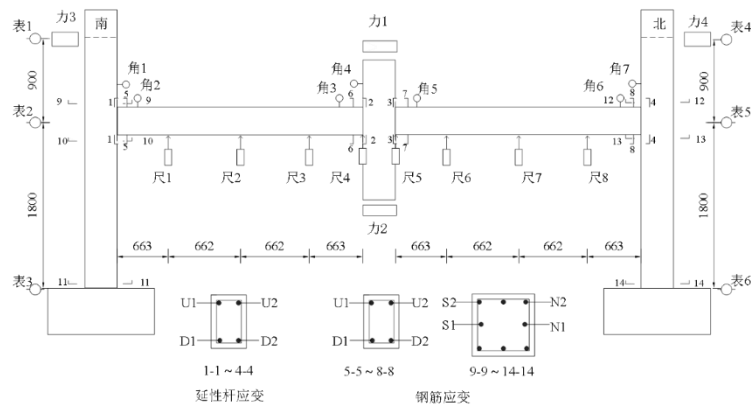 表1 力3 南 力1 北 力4 表4
900 角1 角4 角7 900
角2 角3 角5 角6
5 9 6 7 12 8
9 1 2 3 4 12
表2 表5
10 1 5 10 6 2 3 7 13 8 4 13
尺1 尺2 尺3 尺4 尺5 尺6 尺7 尺8
1800 力2 1800
663 662 662 663 663 662 662 663
表3 11 11 14 14 表6
U1 U2 U1 U2 S2 N2
S1 N1
D1 D2 D1 D2
1-1～4-4 5-5～8-8 9-9～14-14
延性杆应变 钢筋应变